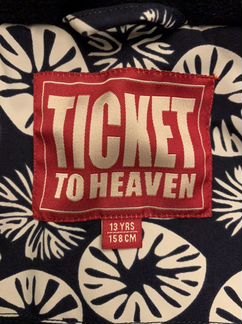 TICKET
TO HEAVEN
13 YRS
158 CM